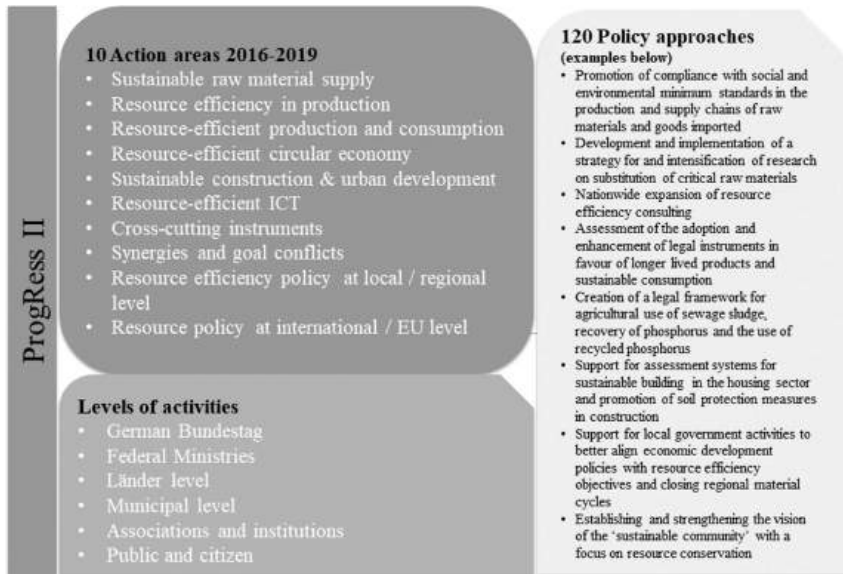 ProgRess II
10 Action areas 2016-2019
• Sustainable raw material supply
• Resource efficiency in production
• Resource-efficient production and consumption
• Resource-efficient circular economy
• Sustainable construction & urban development
• Resource-efficient ICT
• Cross-cutting instruments
• Synergies and goal conflicts
• Resource efficiency policy at local / regional
level
• Resource policy at international / EU level
Levels of activities
• German Bundestag
• Federal Ministries
• Länder level
• Municipal level
• Associations and institutions
• Public and citizen
120 Policy approaches
(examples below)
• Promotion of compliance with social and
environmental minimum standards in the
production and supply chains of raw
materials and goods imported
• Development and implementation of a
strategy for and intensification of research
on substitution of critical raw materials
• Nationwide expansion of resource
efficiency consulting
• Assessment of the adoption and
enhancement of legal instruments in
favour of longer lived products and
sustainable consumption
• Creation of a legal framework for
agricultural use of sewage sludge,
recovery of phosphorus and the use of
recycled phosphorus
• Support for assessment systems for
sustainable building in the housing sector
and promotion of soil protection measures
in construction
• Support for local government activities to
better align economic development
policies with resource efficiency
objectives and closing regional material
cycles
• Establishing and strengthening the vision
of the ‘sustainable community’ with a
focus on resource conservation